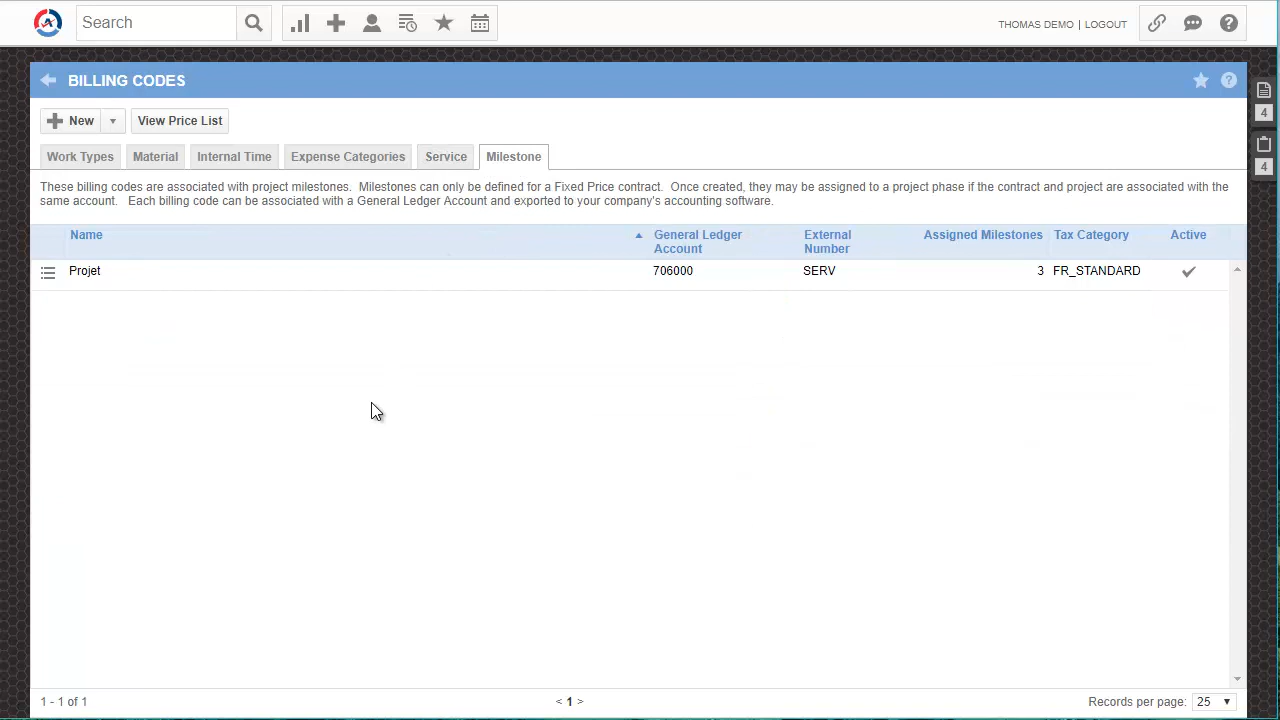 Search
THOMAS DEMO | LOGOUT
BILLING CODES
New
View Price List
Work Types
Material
Internal Time
Expense Categories
Service
Milestone
4
4
These billing codes are associated with project milestones. Milestones can only be defined for a Fixed Price contract. Once created, they may be assigned to a project phase if the contract and project are associated with the
same account. Each billing code can be associated with a General Ledger Account and exported to your company's accounting software.
Name
General Ledger
Account
External
Number
Assigned Milestones
Tax Category
Active
Projet
706000
SERV
3
FR_STANDARD
1 - 1 of 1
< 1 >
Records per page: 25